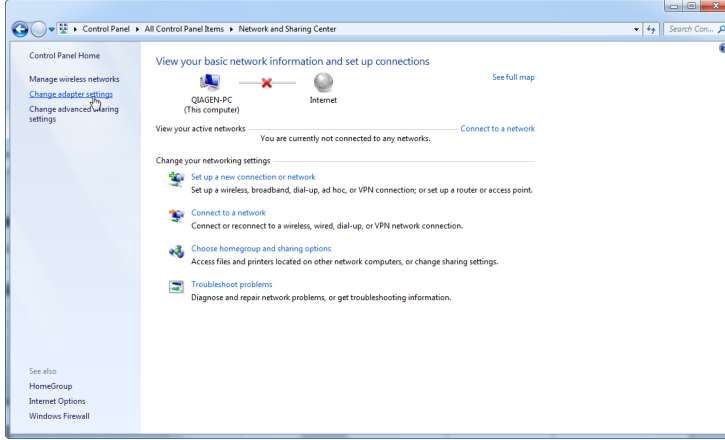 Control Panel ▸ All Control Panel Items ▸ Network and Sharing Center
Search Con...
Control Panel Home
Manage wireless networks
Change adapter settings
Change advanced sharing
settings
View your basic network information and set up connections
See full map
QIAGEN-PC
(This computer)
Internet
View your active networks
Connect to a network
You are currently not connected to any networks.
Change your networking settings
Set up a new connection or network
Set up a wireless, broadband, dial-up, ad hoc, or VPN connection; or set up a router or access point.
Connect to a network
Connect or reconnect to a wireless, wired, dial-up, or VPN network connection.
Choose homegroup and sharing options
Access files and printers located on other network computers, or change sharing settings.
Troubleshoot problems
Diagnose and repair network problems, or get troubleshooting information.
See also
HomeGroup
Internet Options
Windows Firewall